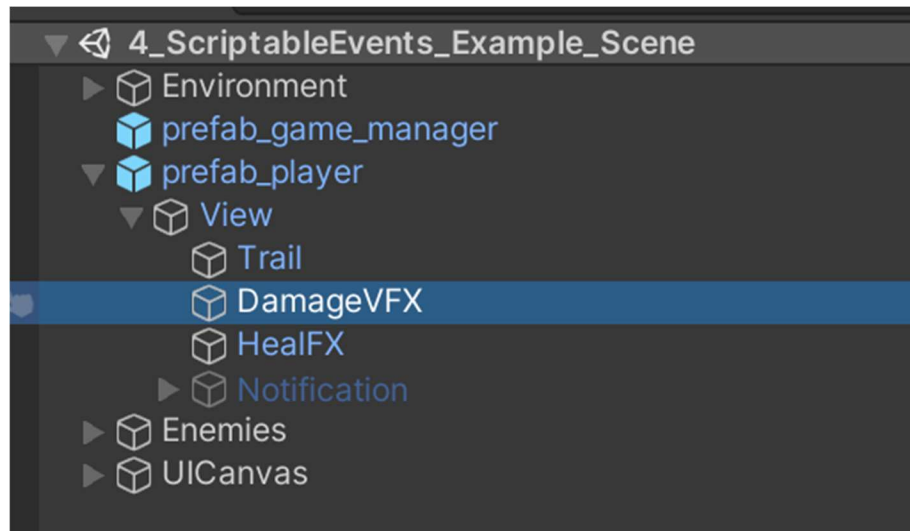 4_ScriptableEvents_Example_Scene
Environment
prefab_game_manager
prefab_player
View
Trail
DamageVFX
HealFX
Notification
Enemies
UICanvas